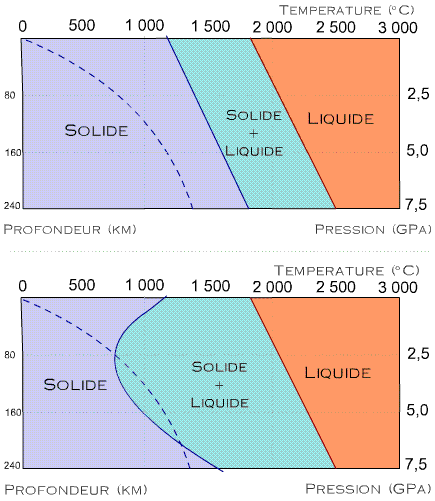 TEMPERATURE (°C)
0 500 1 000 1 500 2 000 2 500 3 000
80 2,5
SOLIDE
SOLIDE
+
LIQUIDE
LIQUIDE
160 5,0
240 7,5
PROFONDEUR (KM) PRESSION (GPA)
TEMPERATURE (°C)
0 500 1 000 1 500 2 000 2 500 3 000
80 2,5
SOLIDE
SOLIDE
+
LIQUIDE
LIQUIDE
160 5,0
240 7,5
PROFONDEUR (KM) PRESSION (GPA)